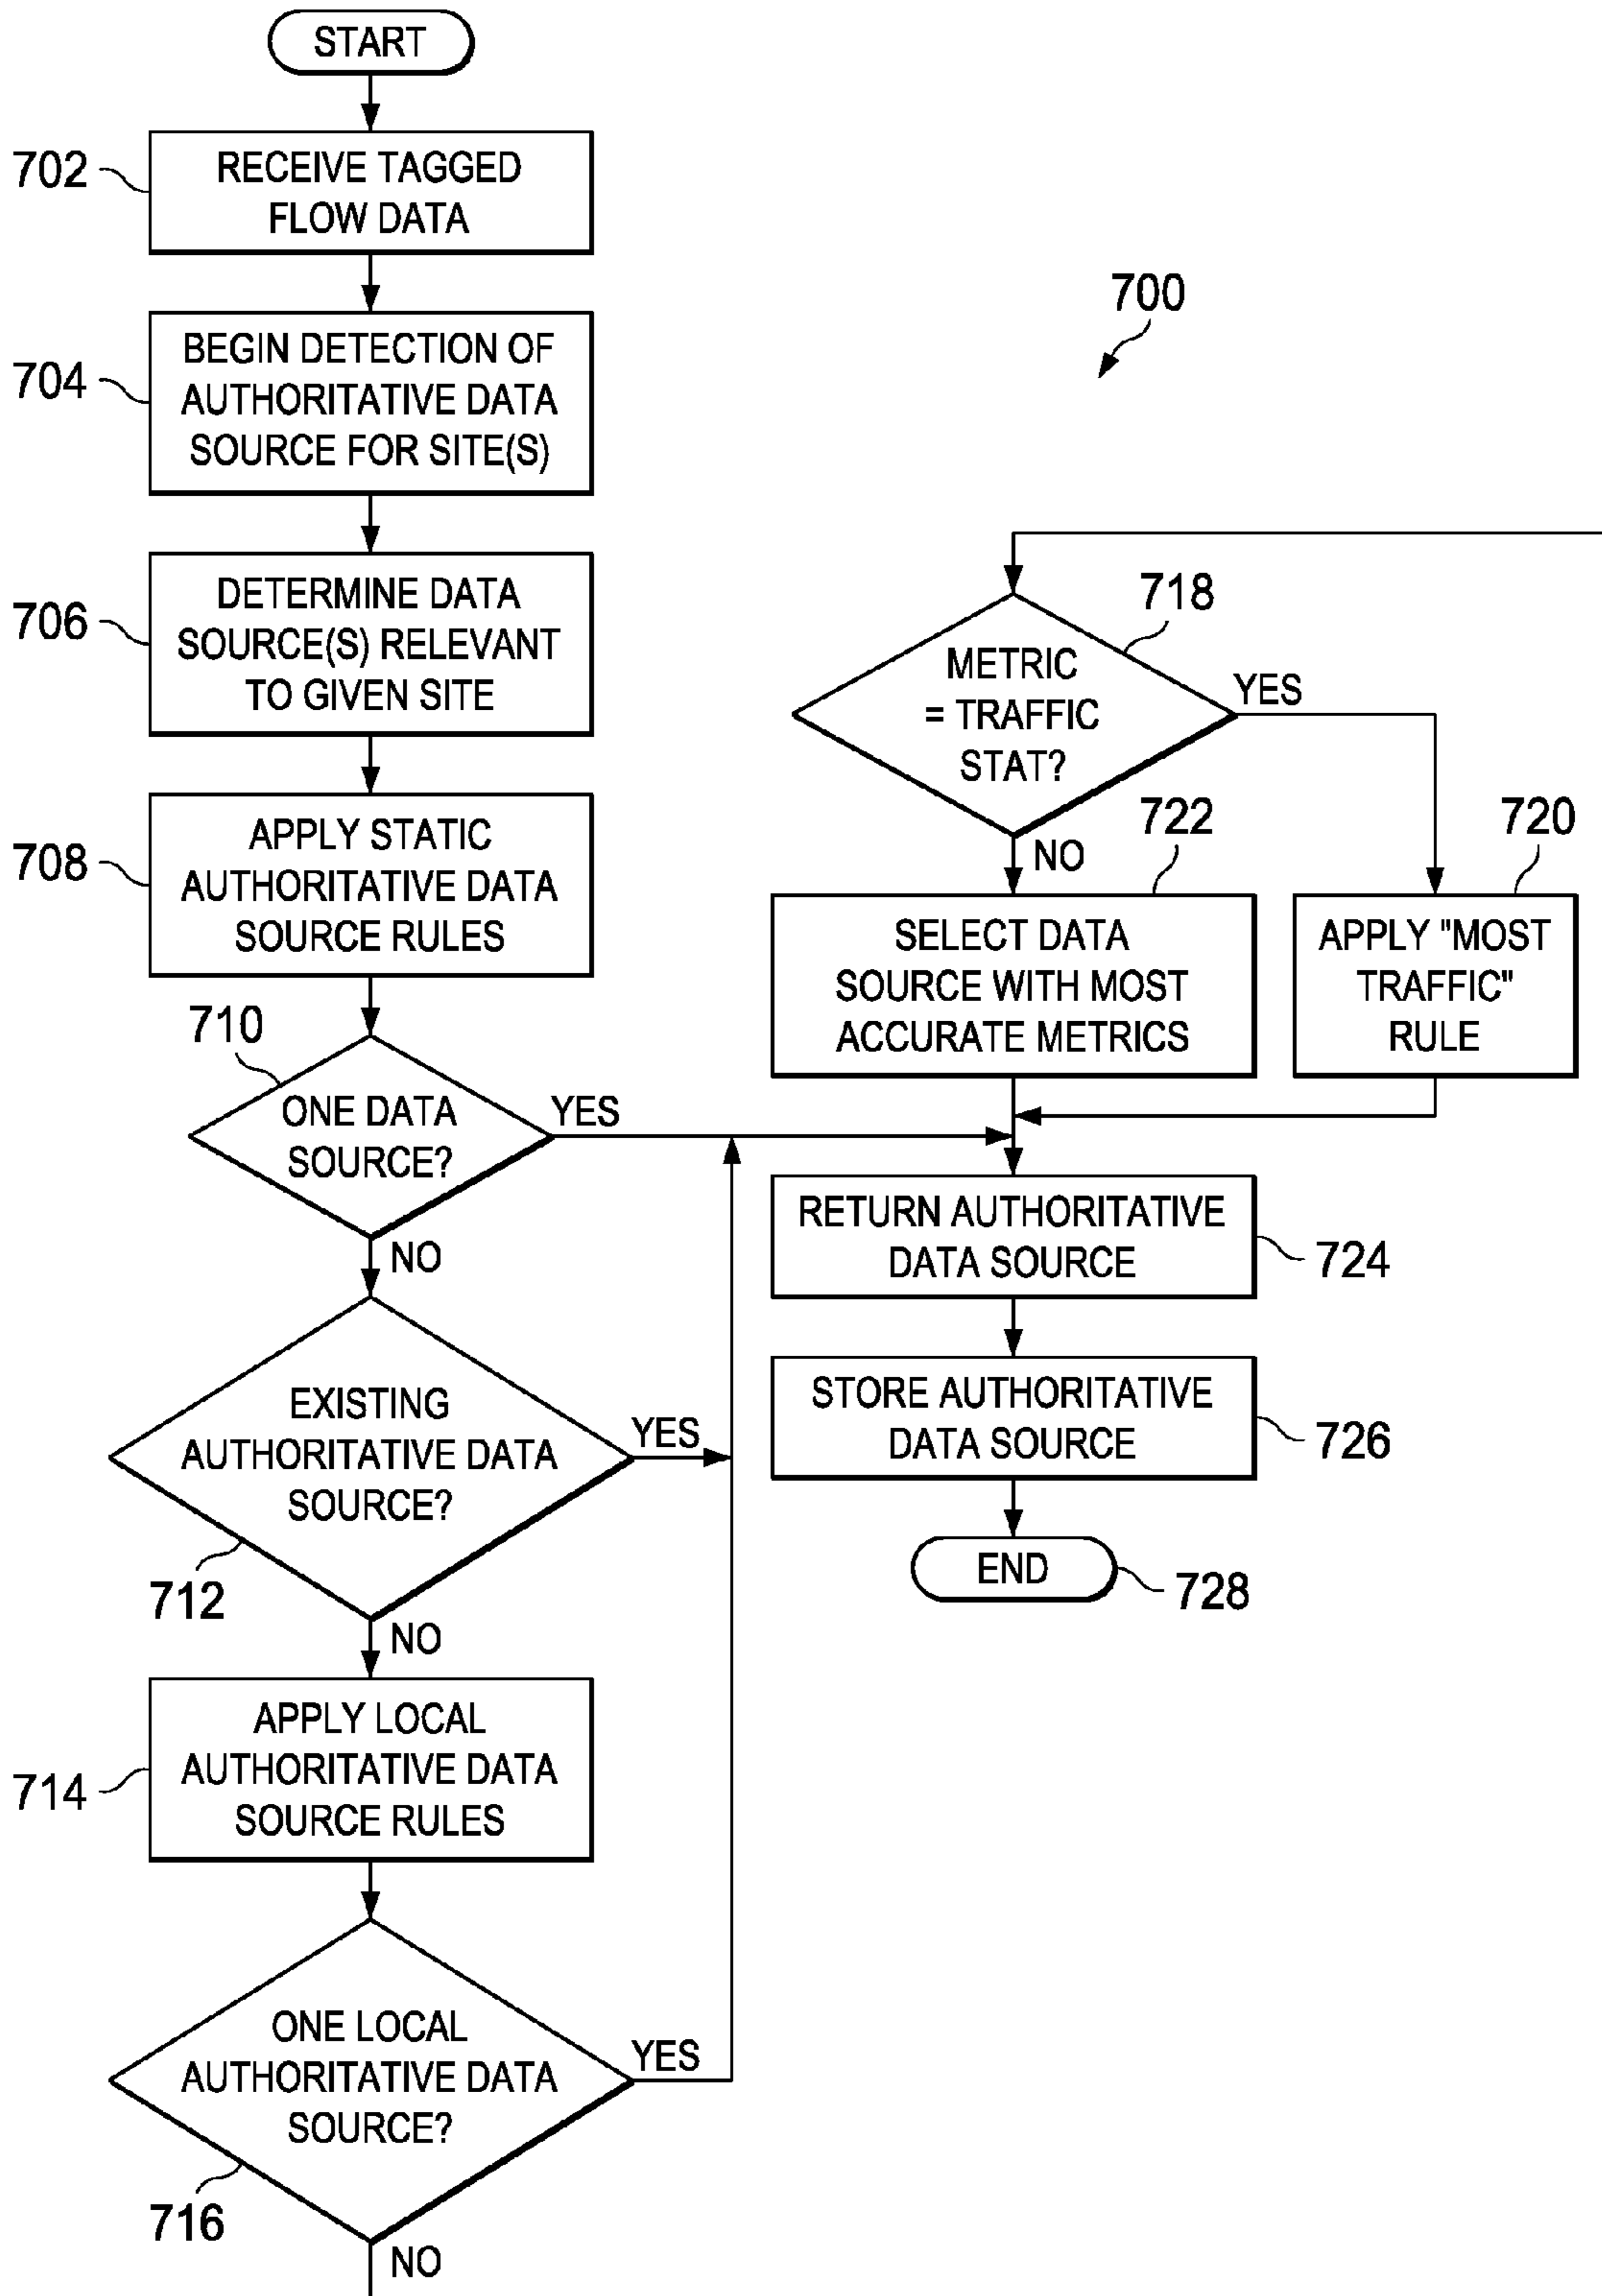 START
702
RECEIVE TAGGED
FLOW DATA
704
BEGIN DETECTION OF
AUTHORITATIVE DATA
SOURCE FOR SITE(S)
706
DETERMINE DATA
SOURCE(S) RELEVANT
TO GIVEN SITE
708
APPLY STATIC
AUTHORITATIVE DATA
SOURCE RULES
710
ONE DATA
SOURCE?
YES
NO
EXISTING
AUTHORITATIVE DATA
SOURCE?
YES
712
NO
714
APPLY LOCAL
AUTHORITATIVE DATA
SOURCE RULES
ONE LOCAL
AUTHORITATIVE DATA
SOURCE?
YES
716
NO
700
718
METRIC
= TRAFFIC
STAT?
YES
NO
722
SELECT DATA
SOURCE WITH MOST
ACCURATE METRICS
720
APPLY "MOST
TRAFFIC"
RULE
RETURN AUTHORITATIVE
DATA SOURCE
724
STORE AUTHORITATIVE
DATA SOURCE
726
END
728